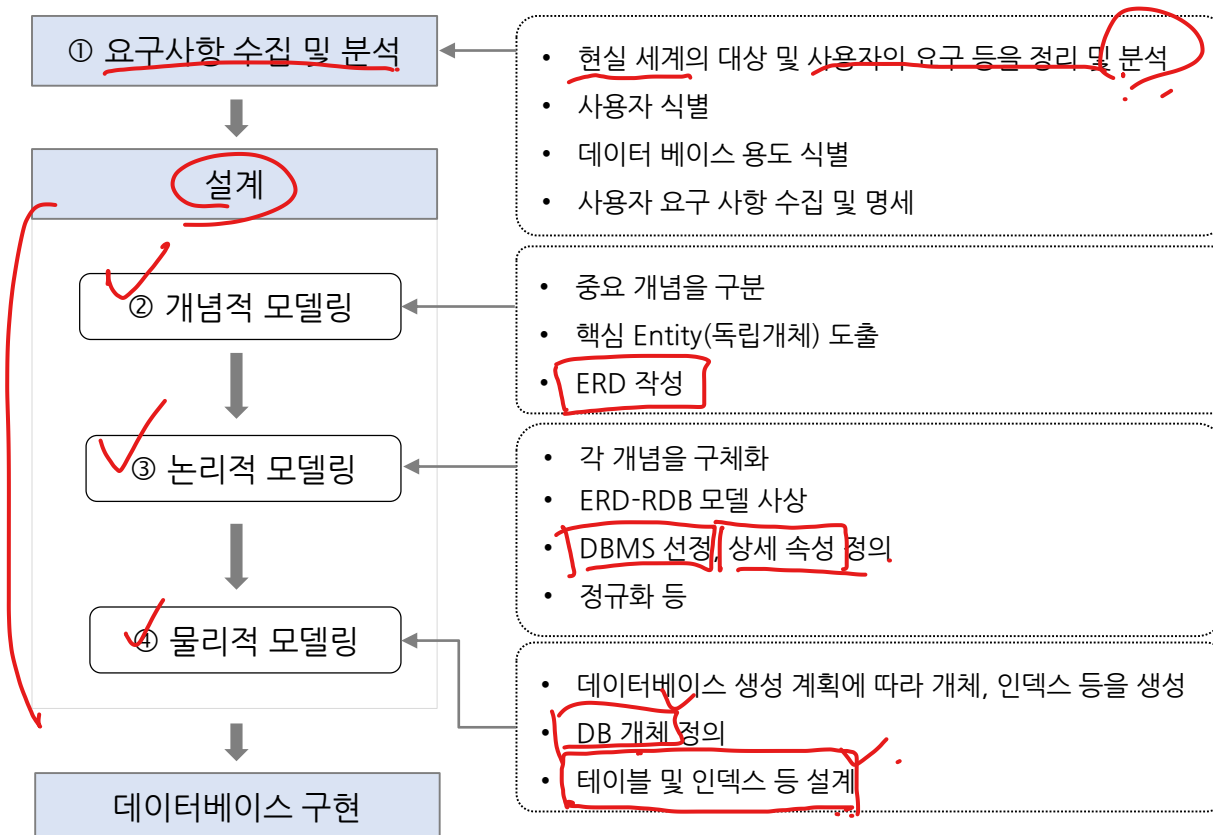 ① 요구사항 수집 및 분석
• 현실 세계의 대상 및 사용자의 요구 등을 정리 및 분석
• 사용자 식별
• 데이터 베이스 용도 식별
• 사용자 요구 사항 수집 및 명세
설계
② 개념적 모델링
• 중요 개념을 구분
• 핵심 Entity(독립개체) 도출
• ERD 작성
③ 논리적 모델링
• 각 개념을 구체화
• ERD-RDB 모델 사상
• DBMS 선정, 상세 속성 정의
• 정규화 등
④ 물리적 모델링
• 데이터베이스 생성 계획에 따라 개체, 인덱스 등을 생성
• DB 개체 정의
• 테이블 및 인덱스 등 설계
데이터베이스 구현